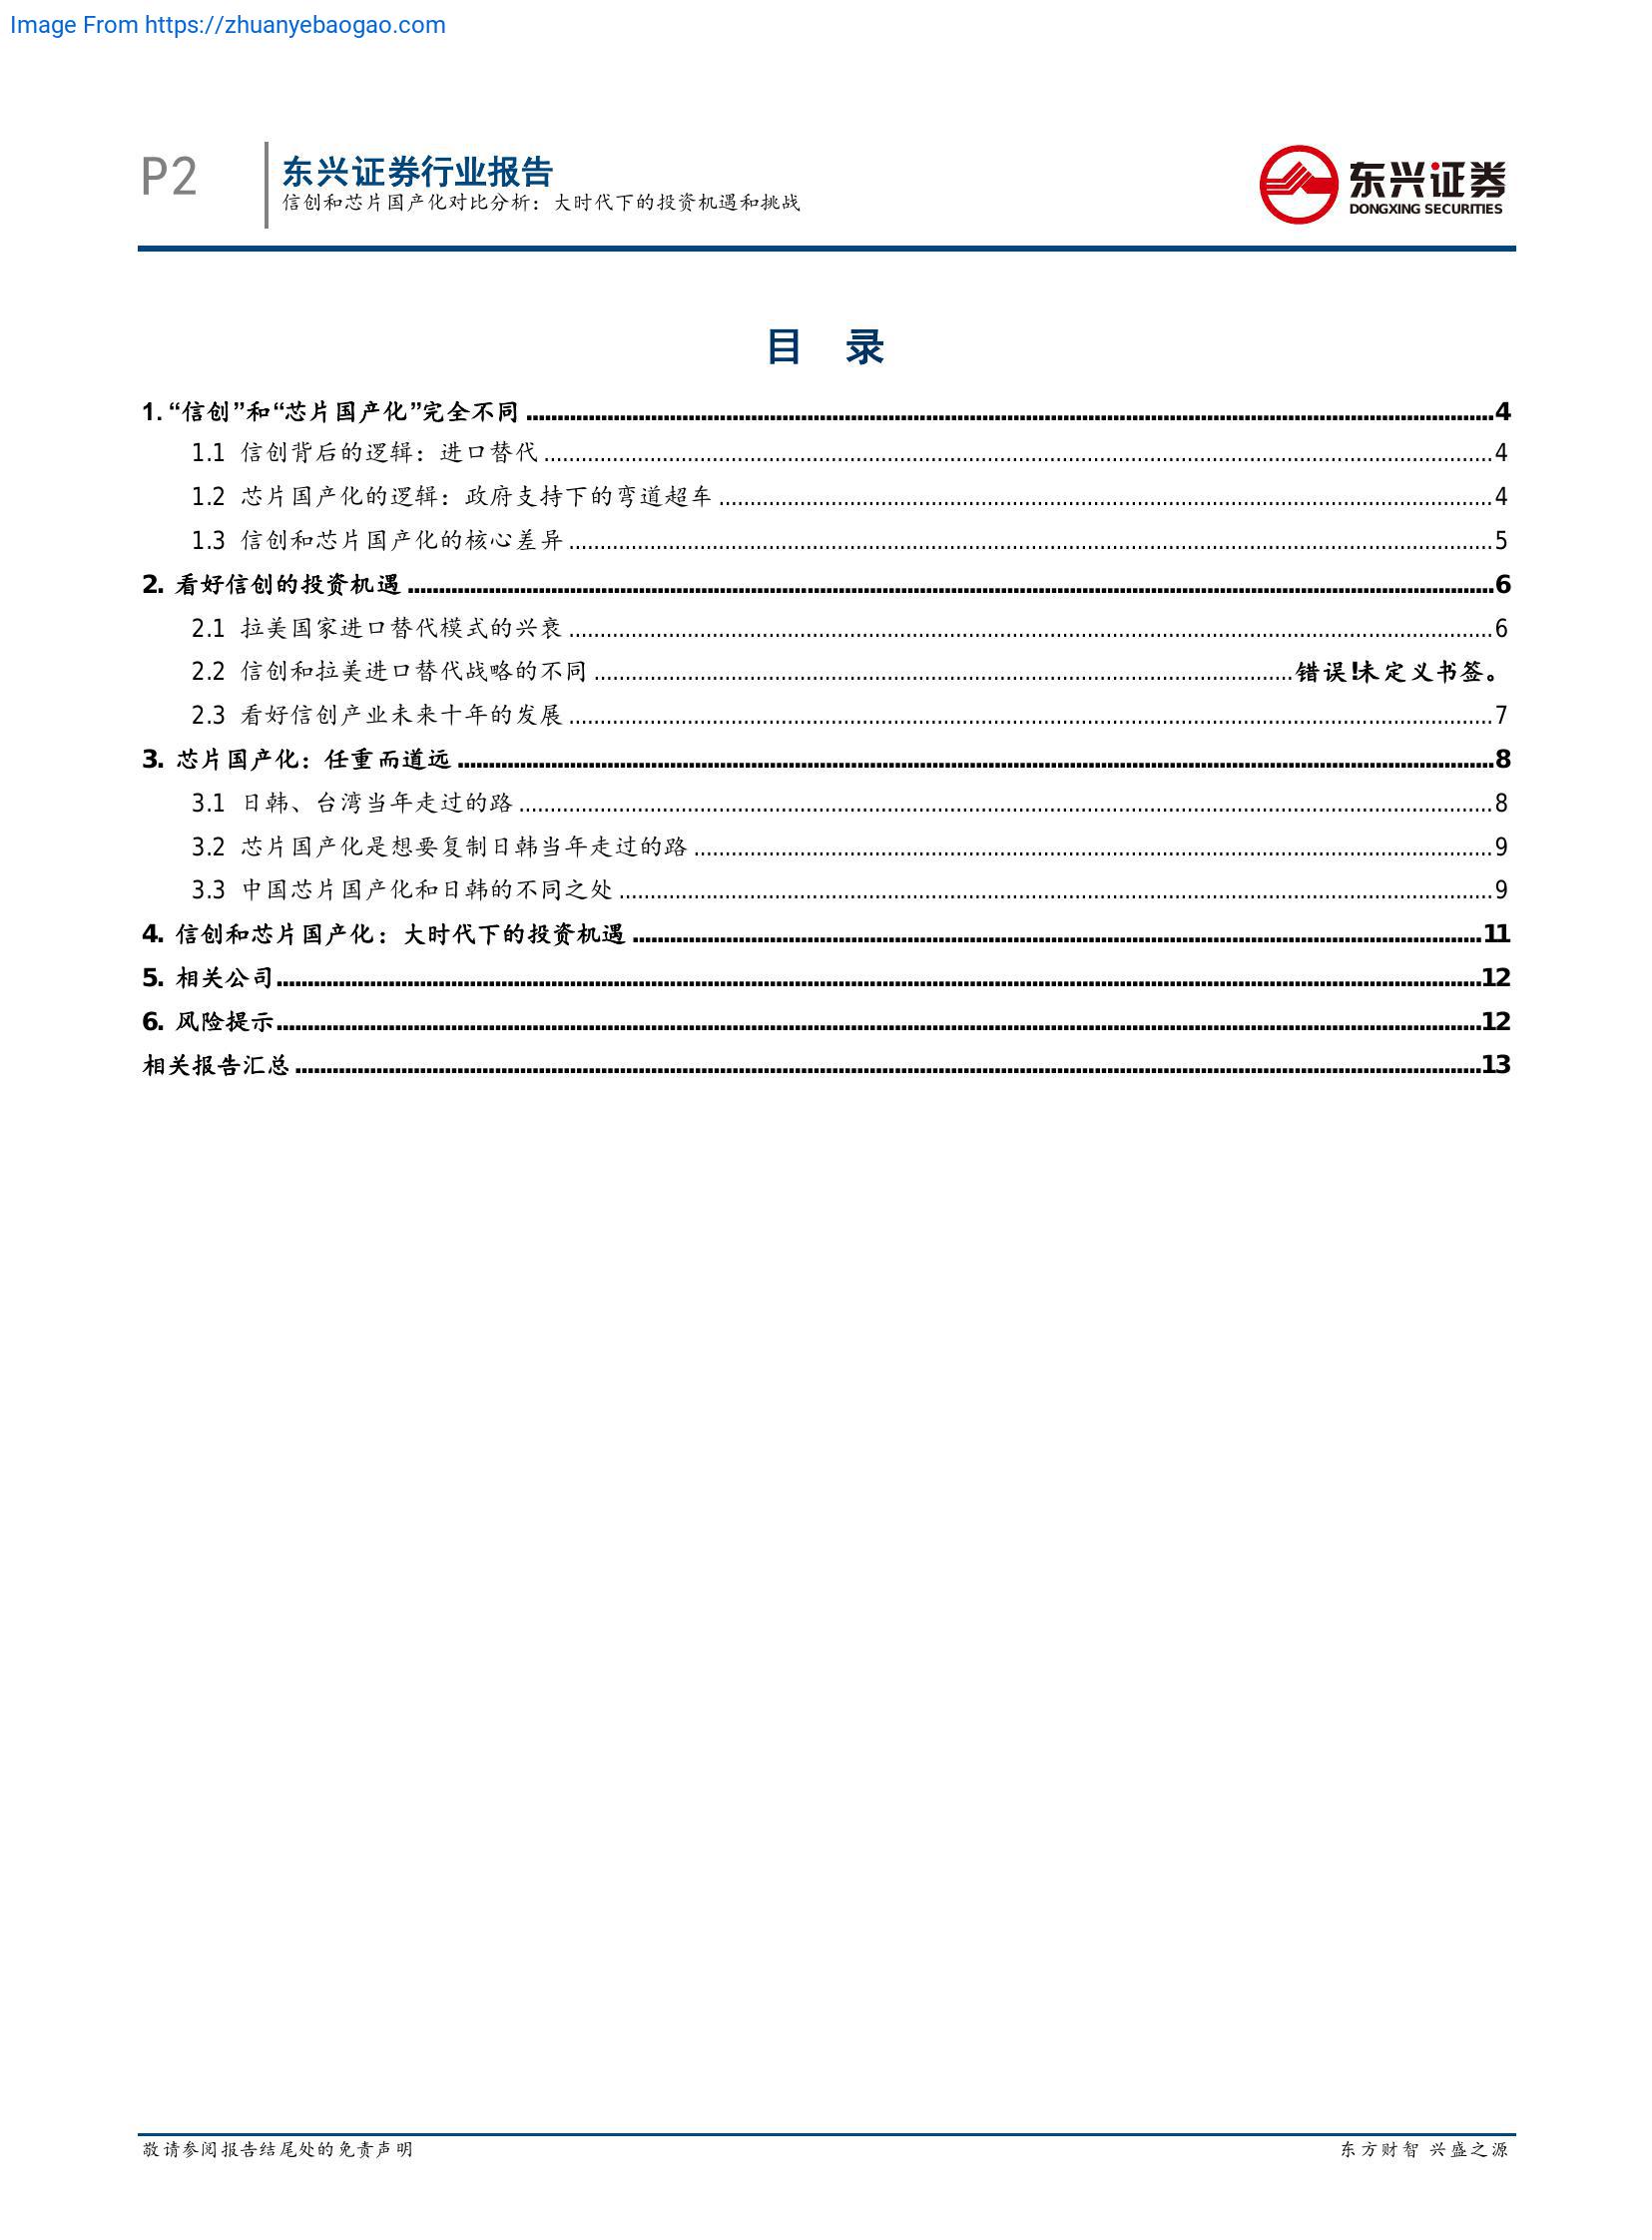 Image From https://zhuanyebaogao.com
P2
东兴证券行业报告
信创和芯片国产化对比分析：大时代下的投资机遇和挑战
东兴证券
DONGXING SECURITIES
目 录
1. “信创”和“芯片国产化”完全不同 4
1.1 信创背后的逻辑：进口替代 4
1.2 芯片国产化的逻辑：政府支持下的弯道超车 4
1.3 信创和芯片国产化的核心差异 5
2. 看好信创的投资机遇 6
2.1 拉美国家进口替代模式的兴衰 6
2.2 信创和拉美进口替代战略的不同 错误!未定义书签。
2.3 看好信创产业未来十年的发展 7
3. 芯片国产化：任重而道远 8
3.1 日韩、台湾当年走过的路 8
3.2 芯片国产化是想要复制日韩当年走过的路 9
3.3 中国芯片国产化和日韩的不同之处 9
4. 信创和芯片国产化：大时代下的投资机遇 11
5. 相关公司 12
6. 风险提示 12
相关报告汇总 13
敬请参阅报告结尾处的免责声明
东方财智 兴盛之源